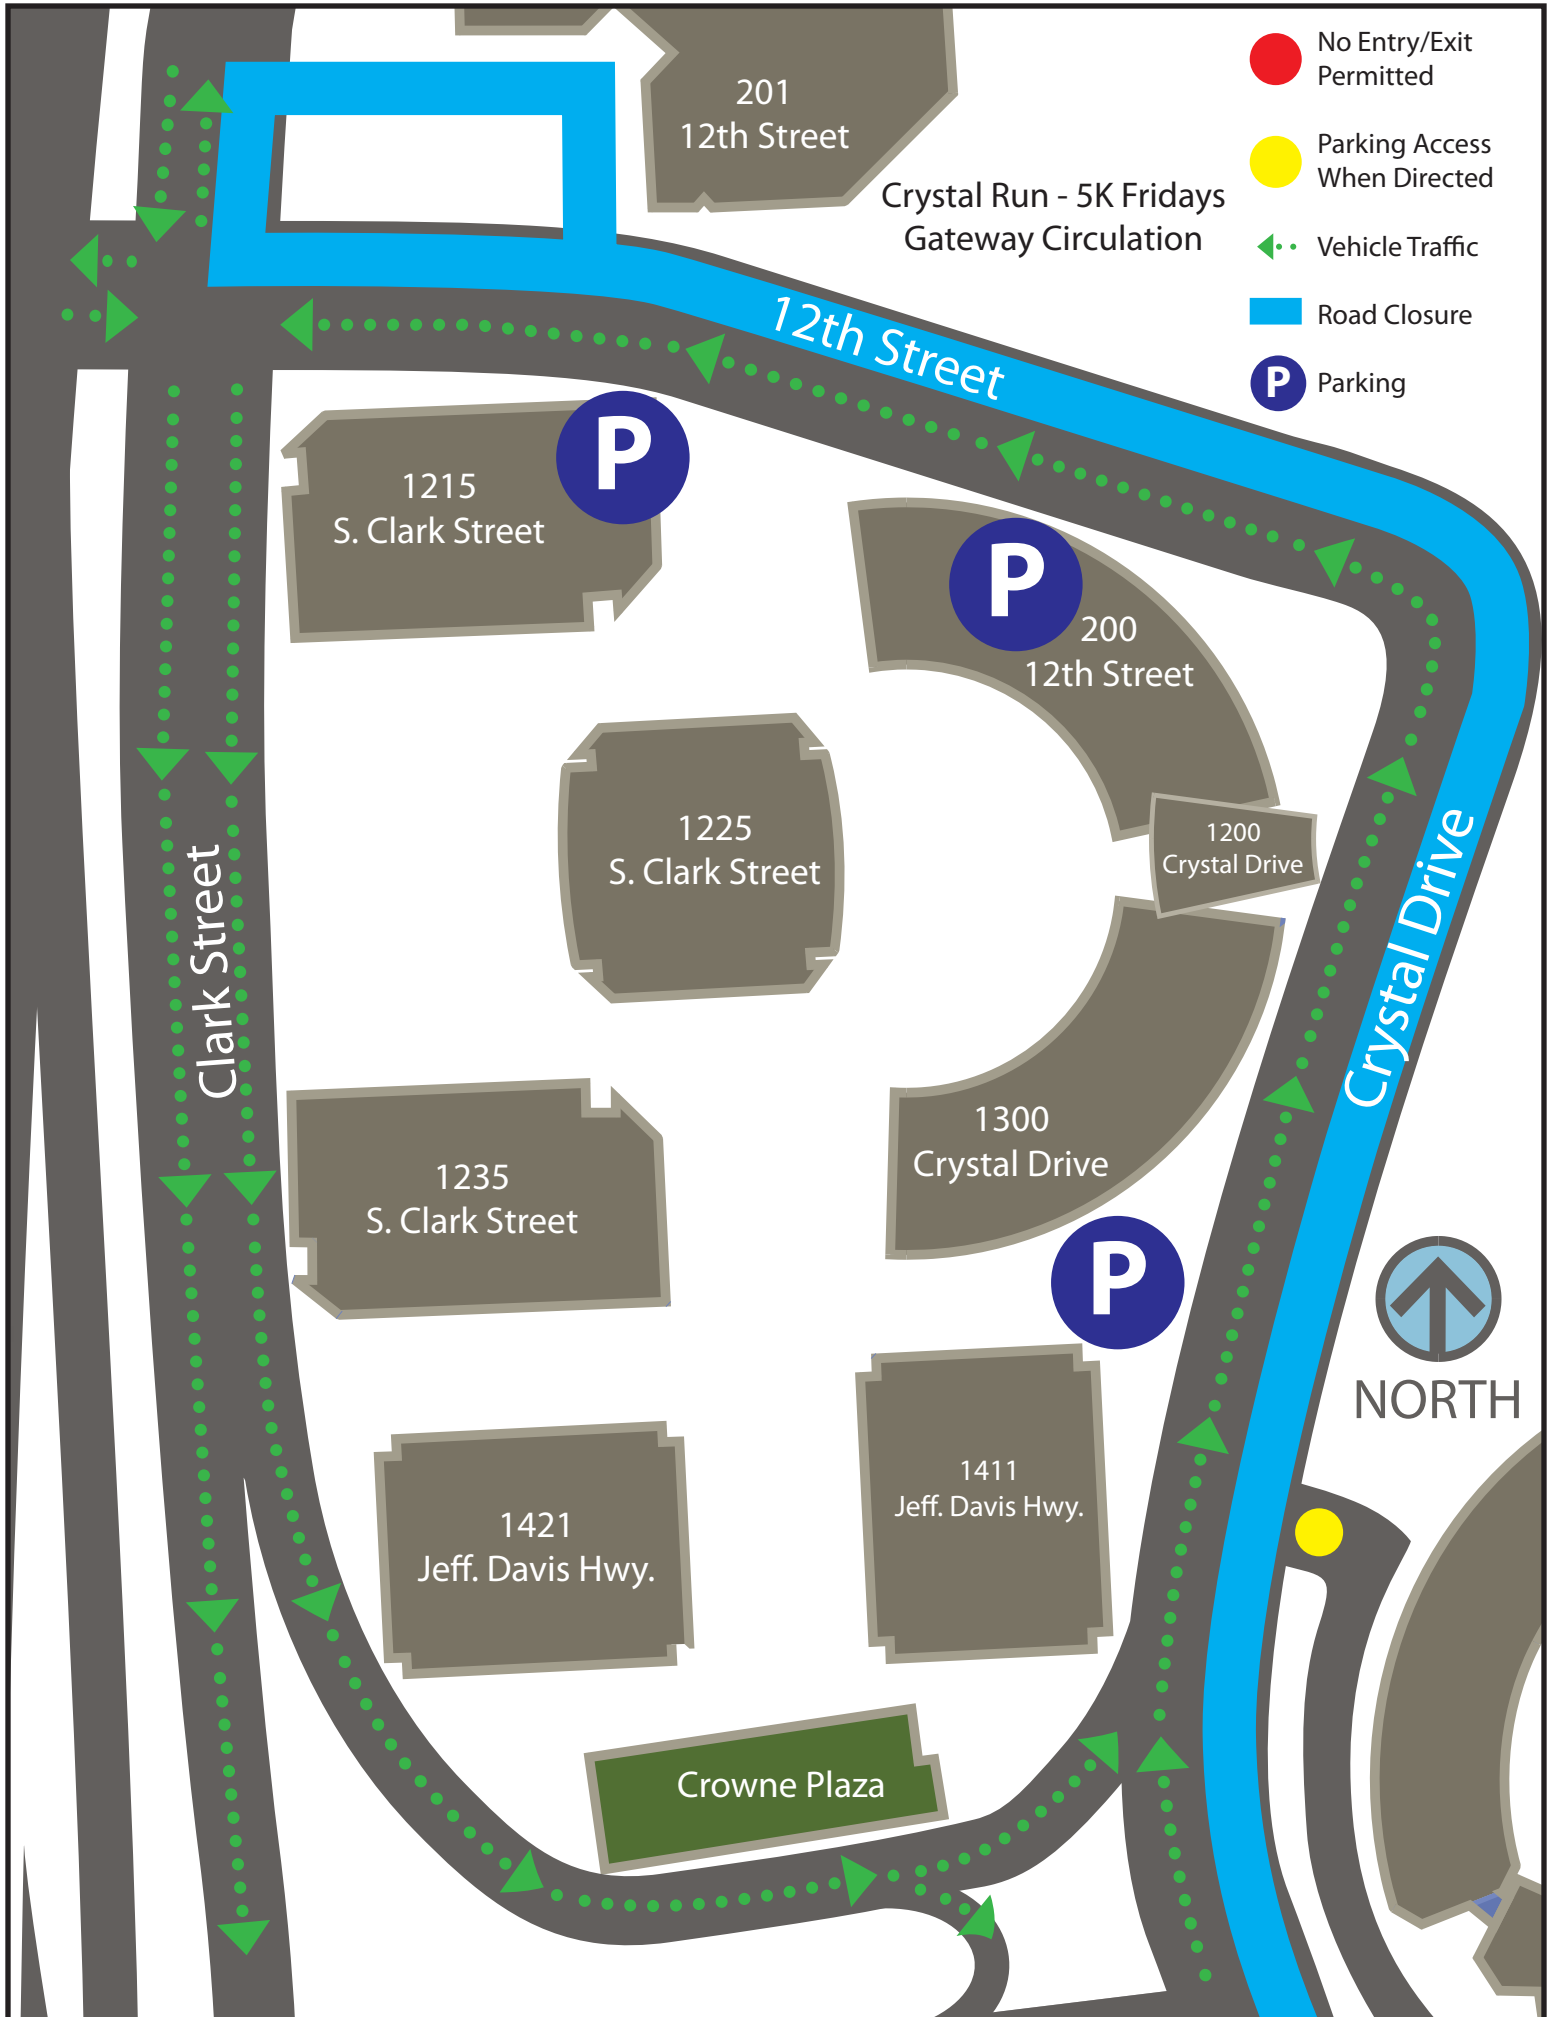 201
12th Street
Crystal Run - 5K Fridays
Gateway Circulation
No Entry/Exit
Permitted
Parking Access
When Directed
Vehicle Traffic
Road Closure
P
Parking
12th Street
P
1215
S. Clark Street
P
200
12th Street
1225
S. Clark Street
1200
Crystal Drive
Crystal Drive
Clark Street
1300
Crystal Drive
1235
S. Clark Street
P
NORTH
1411
Jeff. Davis Hwy.
1421
Jeff. Davis Hwy.
Crowne Plaza